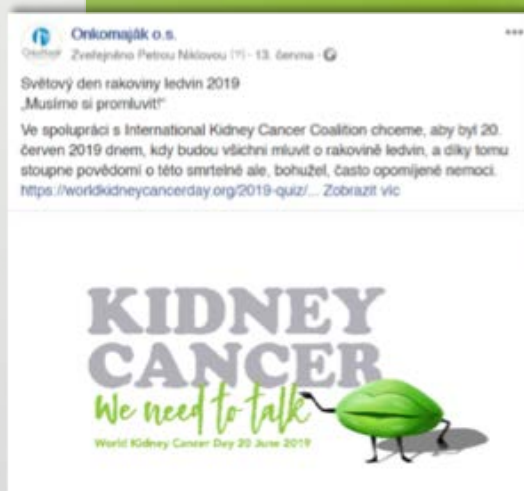 Onkomaják o.s.
Zveřejněno Petrou Niklovou [?] · 13. června ·
Světový den rakoviny ledvin 2019
„Musíme si promluvit!“
Ve spolupráci s International Kidney Cancer Coalition chceme, aby byl 20.
červen 2019 dnem, kdy budou všichni mluvit o rakovině ledvin, a díky tomu
stoupne povědomí o této smrtelné ale, bohužel, často opomíjené nemoci.
https://worldkidneycancerday.org/2019-quiz/... Zobrazit víc
KIDNEY
CANCER
We need to talk
World Kidney Cancer Day 20 June 2019